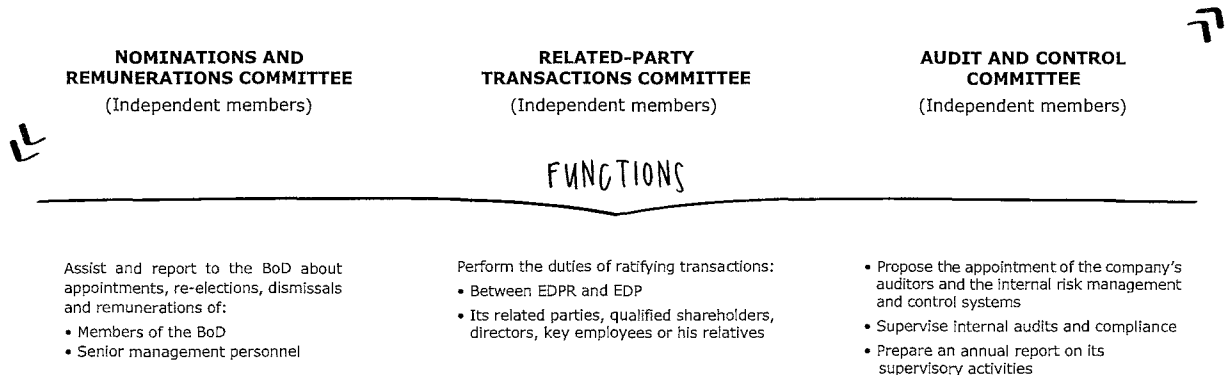 NOMINATIONS AND
REMUNERATIONS COMMITTEE
(Independent members)
RELATED-PARTY
TRANSACTIONS COMMITTEE
(Independent members)
AUDIT AND CONTROL
COMMITTEE
(Independent members)
FUNCTIONS
Assist and report to the BoD about
appointments, re-elections, dismissals
and remunerations of:
• Members of the BoD
• Senior management personnel
Perform the duties of ratifying transactions:
• Between EDPR and EDP
• Its related parties, qualified shareholders,
directors, key employees or his relatives
• Propose the appointment of the company's
auditors and the internal risk management
and control systems
• Supervise internal audits and compliance
• Prepare an annual report on its
supervisory activities